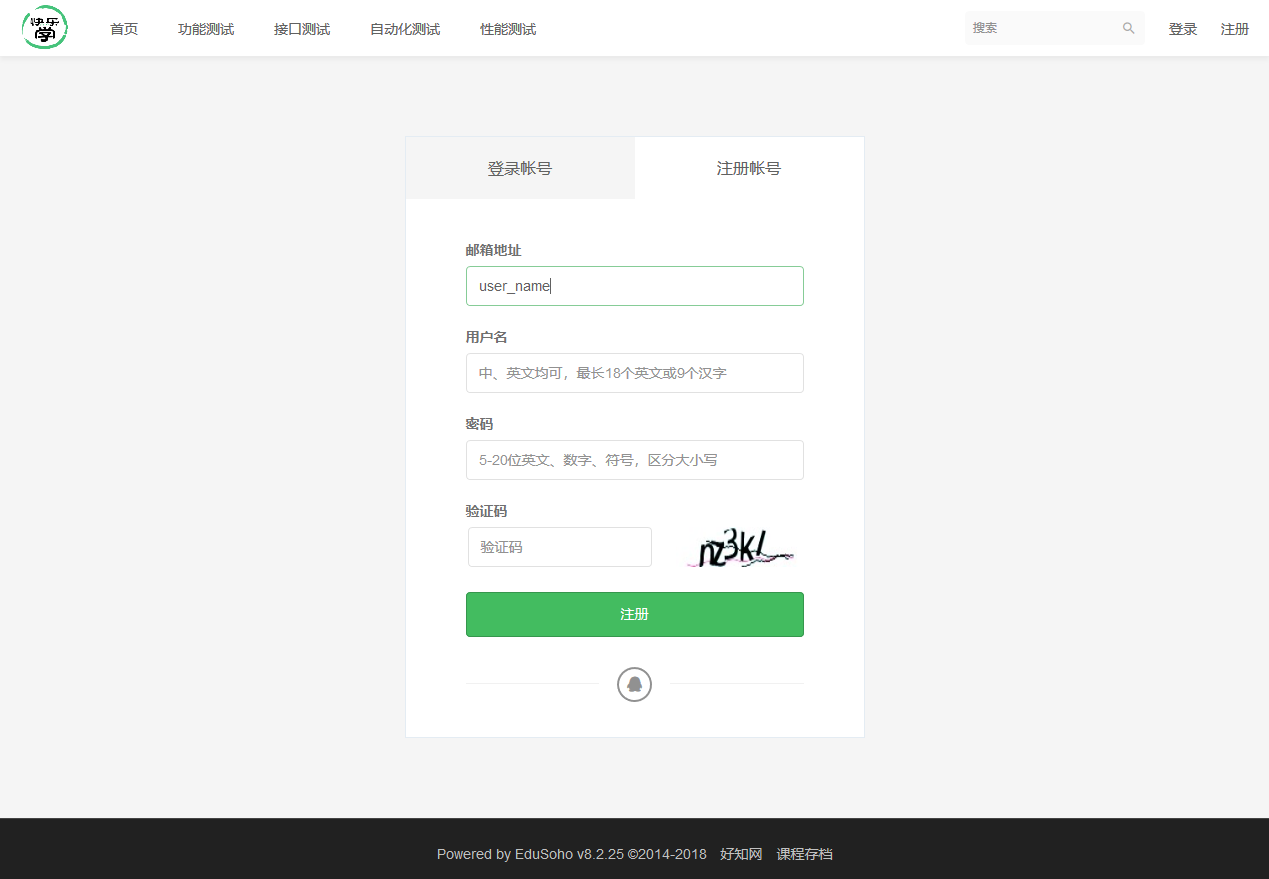 快乐
学
首页 功能测试 接口测试 自动化测试 性能测试 搜索 登录 注册
登录帐号 注册帐号
邮箱地址
user_name
用户名
中、英文均可，最长18个英文或9个汉字
密码
5-20位英文、数字、符号，区分大小写
验证码
验证码 nz3kl
注册
Powered by EduSoho v8.2.25 ©2014-2018 好知网 课程存档